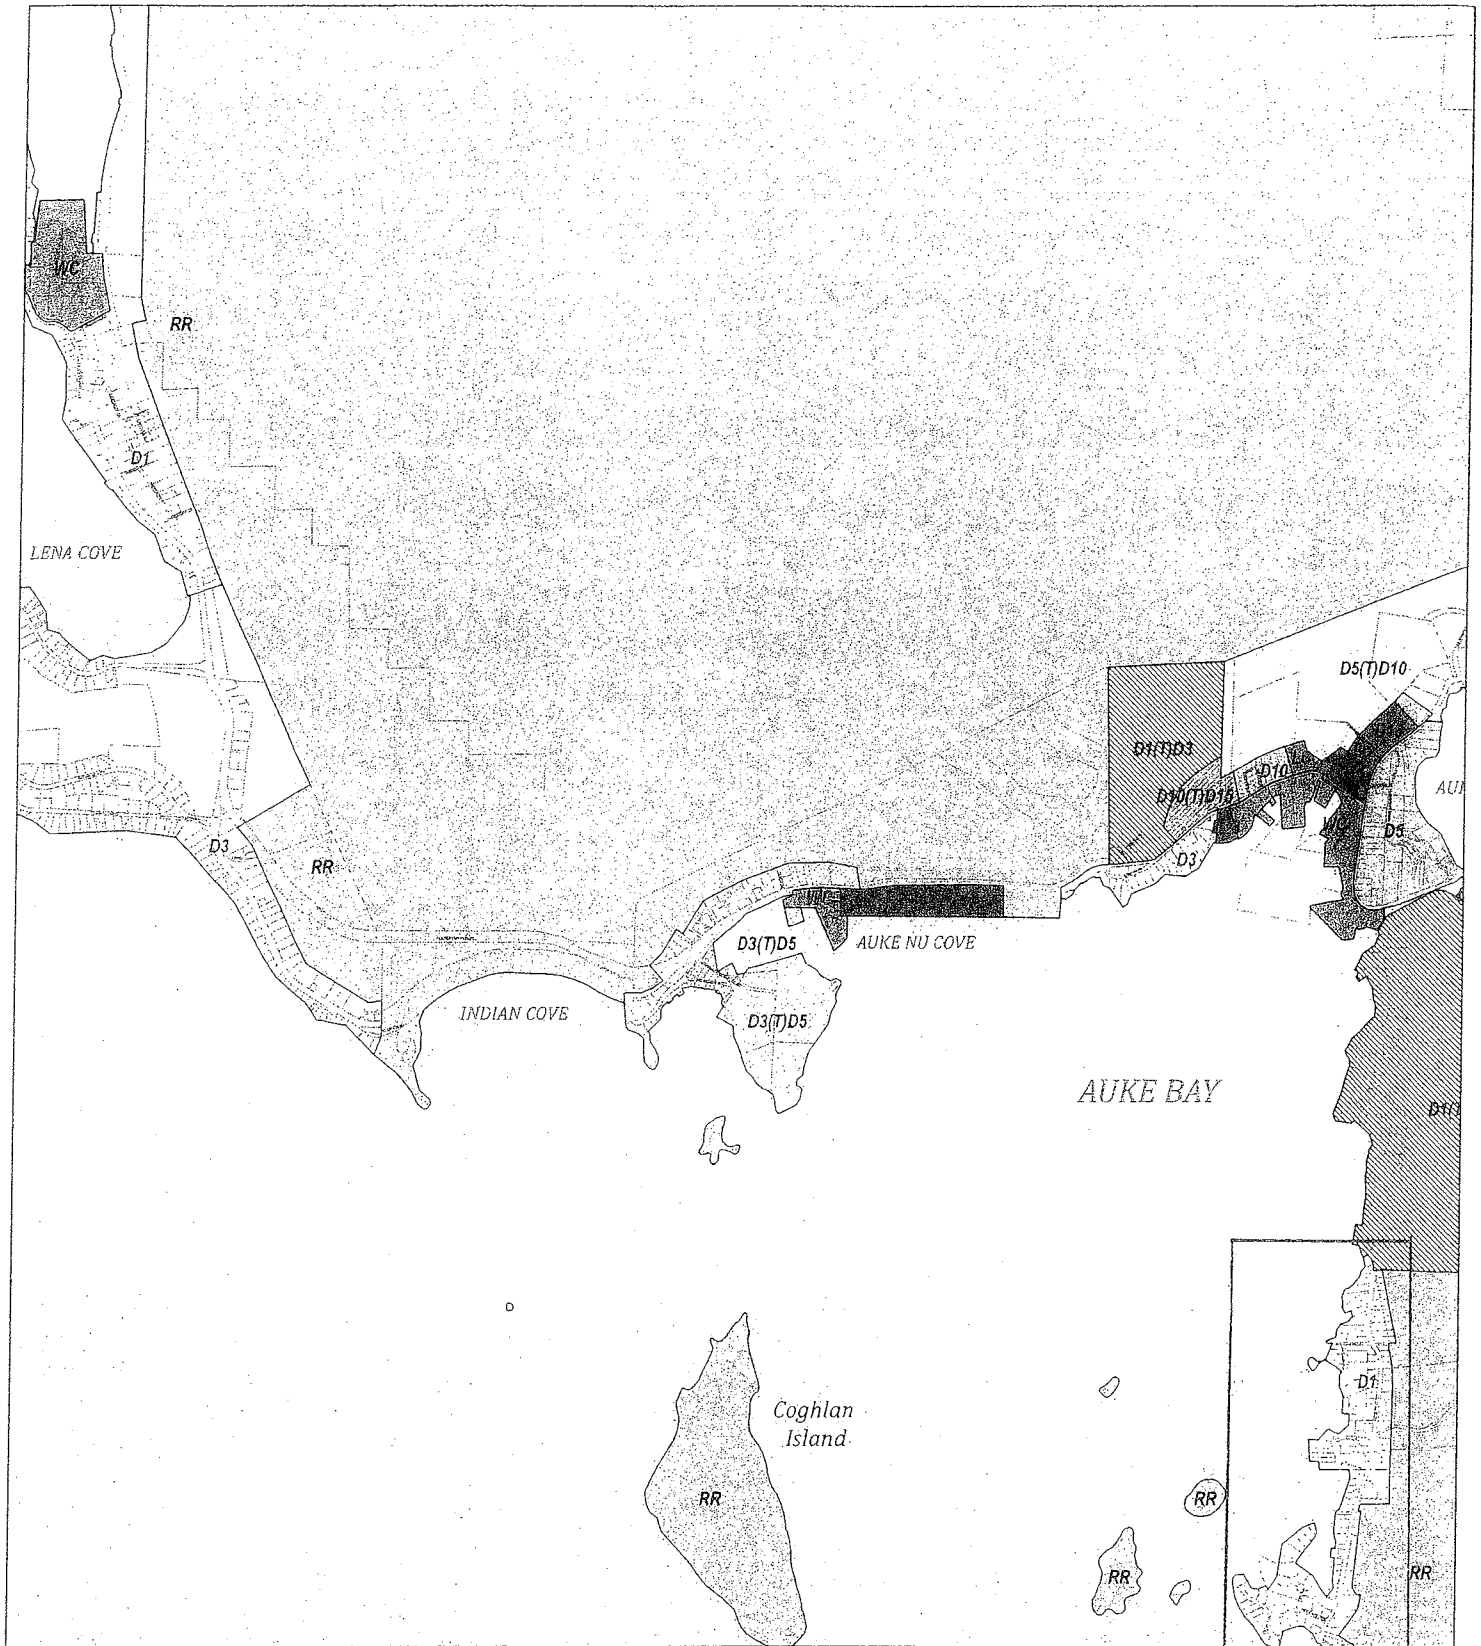 WC
RR
D1
LENA COVE
D5(T)D10
D1(T)D3
D10
D10(T)D15
D5
D3
D3
RR
D3(T)D5
AUKE NU COVE
INDIAN COVE
D3(T)D5
AUKE BAY
Coghlan
Island
D1
RR
RR
RR
RR